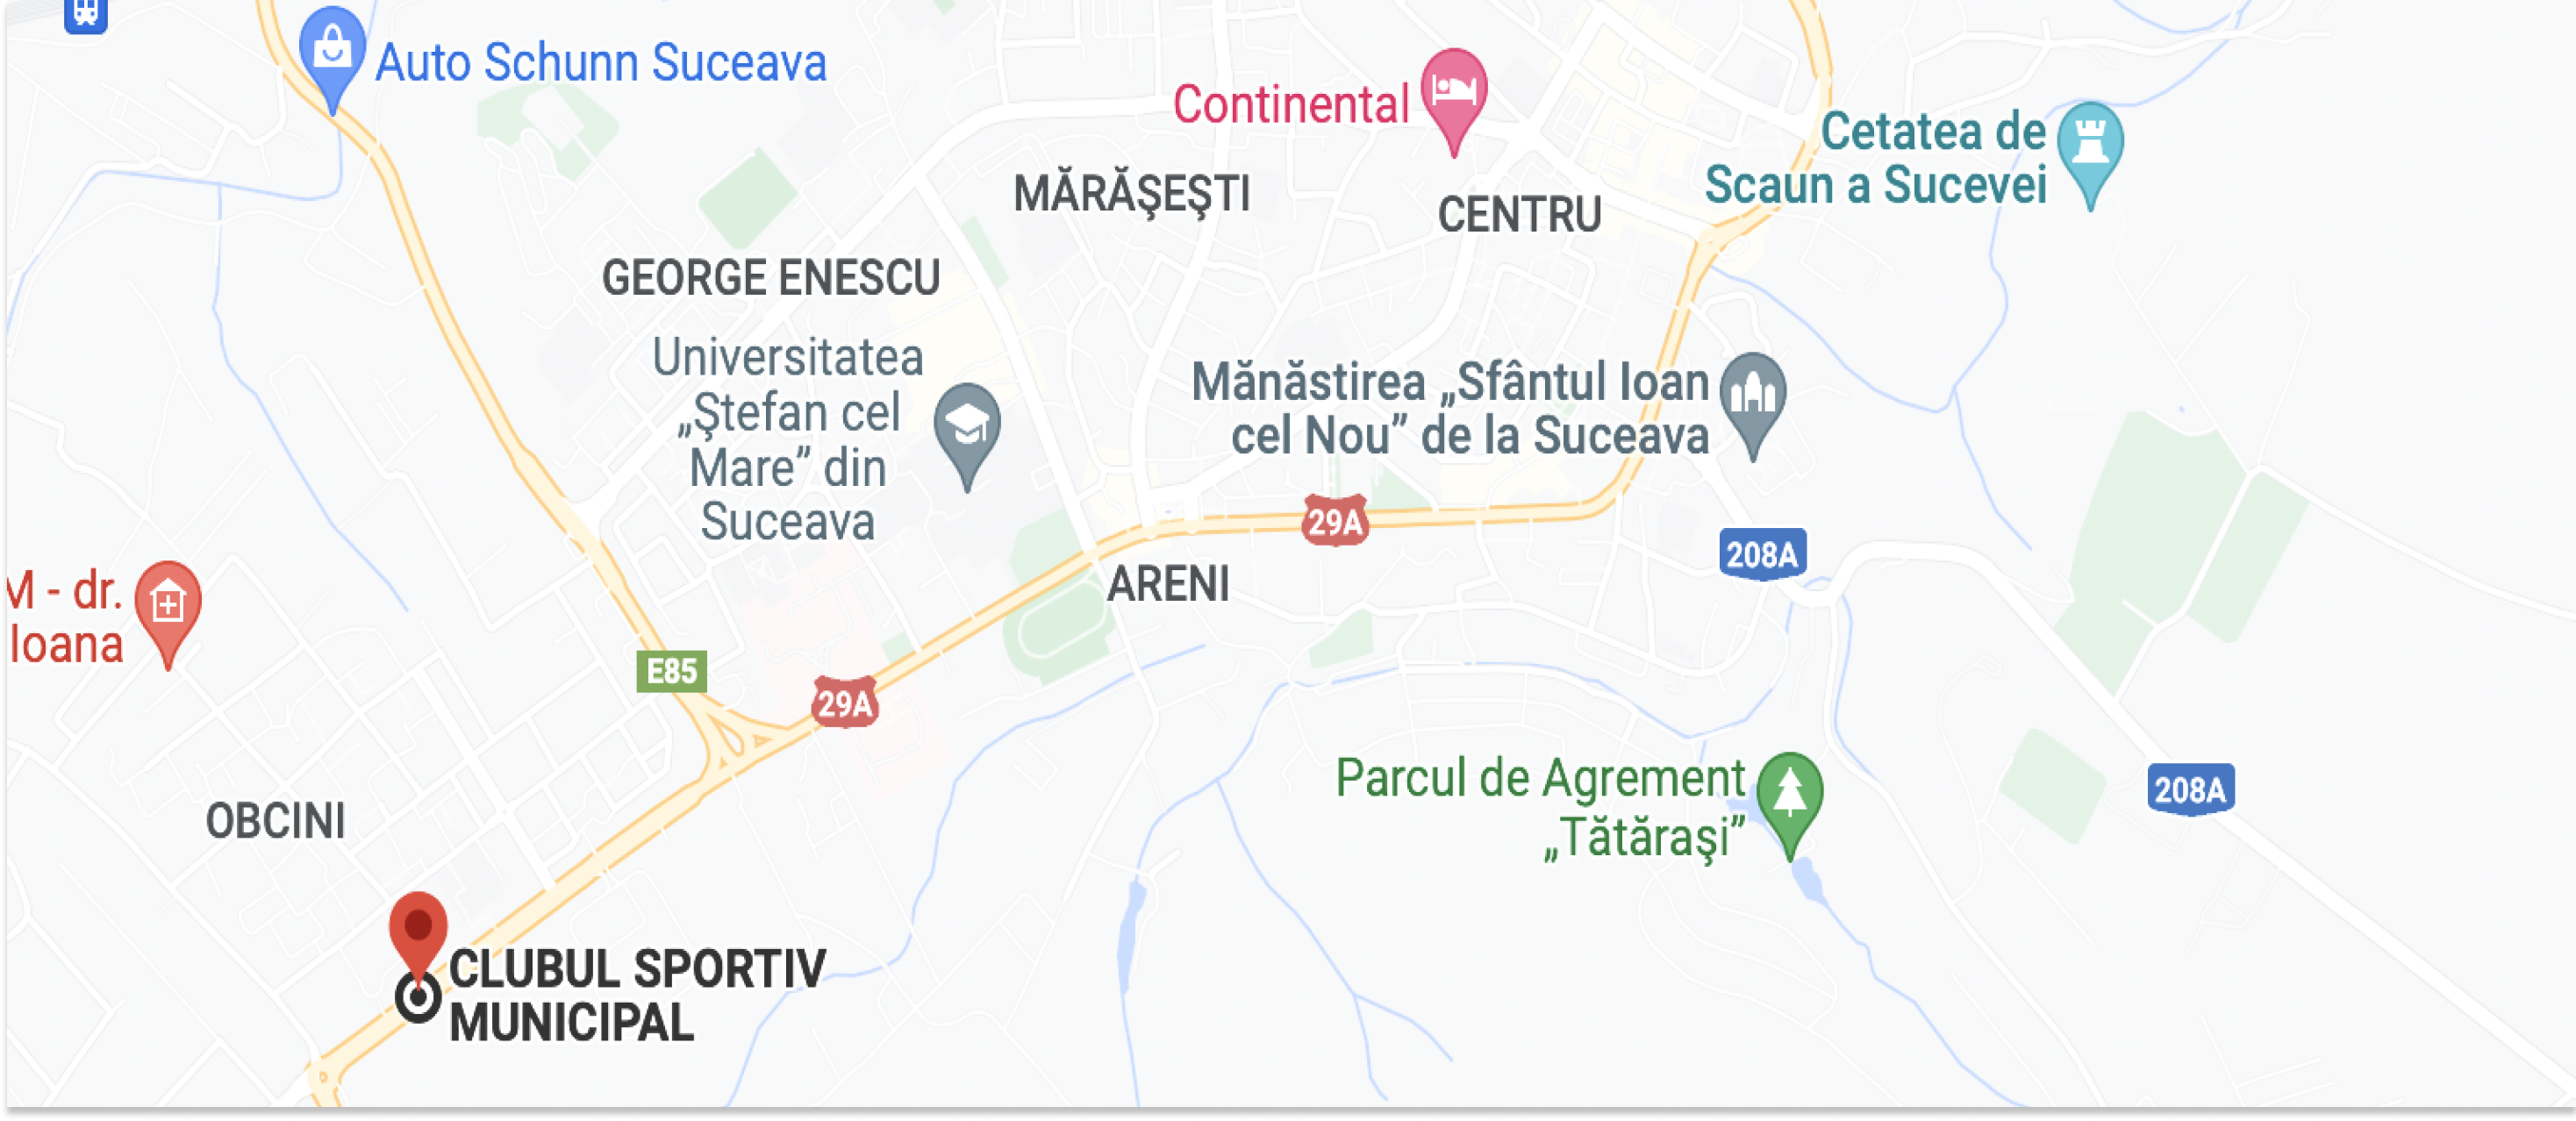 Auto Schunn Suceava
Continental
Cetatea de
Scaun a Sucevei
MĂRĂŞEŞTI
CENTRU
GEORGE ENESCU
Universitatea
„Ştefan cel
Mare” din
Suceava
Mănăstirea „Sfântul Ioan
cel Nou” de la Suceava
29A
208A
ARENI
M - dr.
Ioana
E85
29A
Parcul de Agrement
„Tătăraşi”
208A
OBCINI
CLUBUL SPORTIV
MUNICIPAL